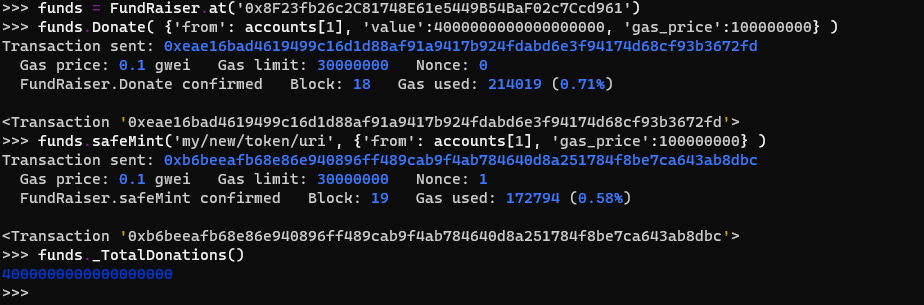 >>> funds = FundRaiser.at('0x8F23fb26c2C81748E61e5449B54BaF02c7Ccd961')
>>> funds.Donate( {'from': accounts[1], 'value':4000000000000000000, 'gas_price':100000000} )
Transaction sent: 0xeae16bad4619499c16d1d88af91a9417b924fdabd6e3f94174d68cf93b3672fd
  Gas price: 0.1 gwei   Gas limit: 30000000   Nonce: 0
  FundRaiser.Donate confirmed   Block: 18   Gas used: 214019 (0.71%)
<Transaction '0xeae16bad4619499c16d1d88af91a9417b924fdabd6e3f94174d68cf93b3672fd'>
>>> funds.safeMint('my/new/token/uri', {'from': accounts[1], 'gas_price':100000000} )
Transaction sent: 0xb6beeafb68e86e940896ff489cab9f4ab784640d8a251784f8be7ca643ab8dbc
  Gas price: 0.1 gwei   Gas limit: 30000000   Nonce: 1
  FundRaiser.safeMint confirmed   Block: 19   Gas used: 172794 (0.58%)
<Transaction '0xb6beeafb68e86e940896ff489cab9f4ab784640d8a251784f8be7ca643ab8dbc'>
>>> funds._TotalDonations()
4000000000000000000
>>>